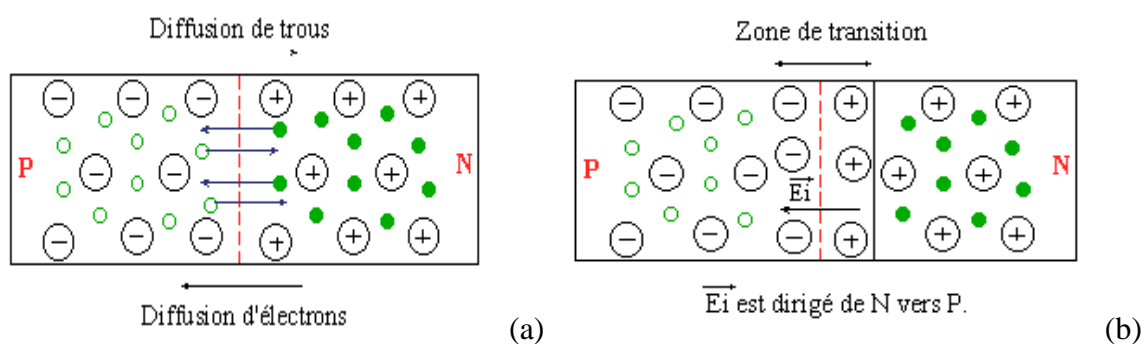 Diffusion de trous
P
N
Diffusion d'électrons
(a)
Zone de transition
P
N
Ei
Ei est dirigé de N vers P.
(b)